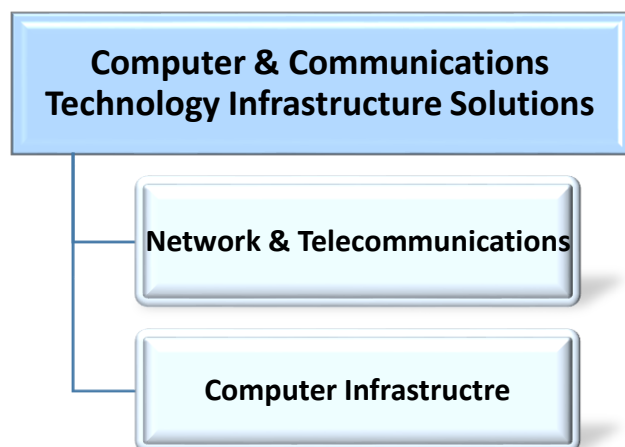 Computer & Communications
Technology Infrastructure Solutions
Network & Telecommunications
Computer Infrastructre